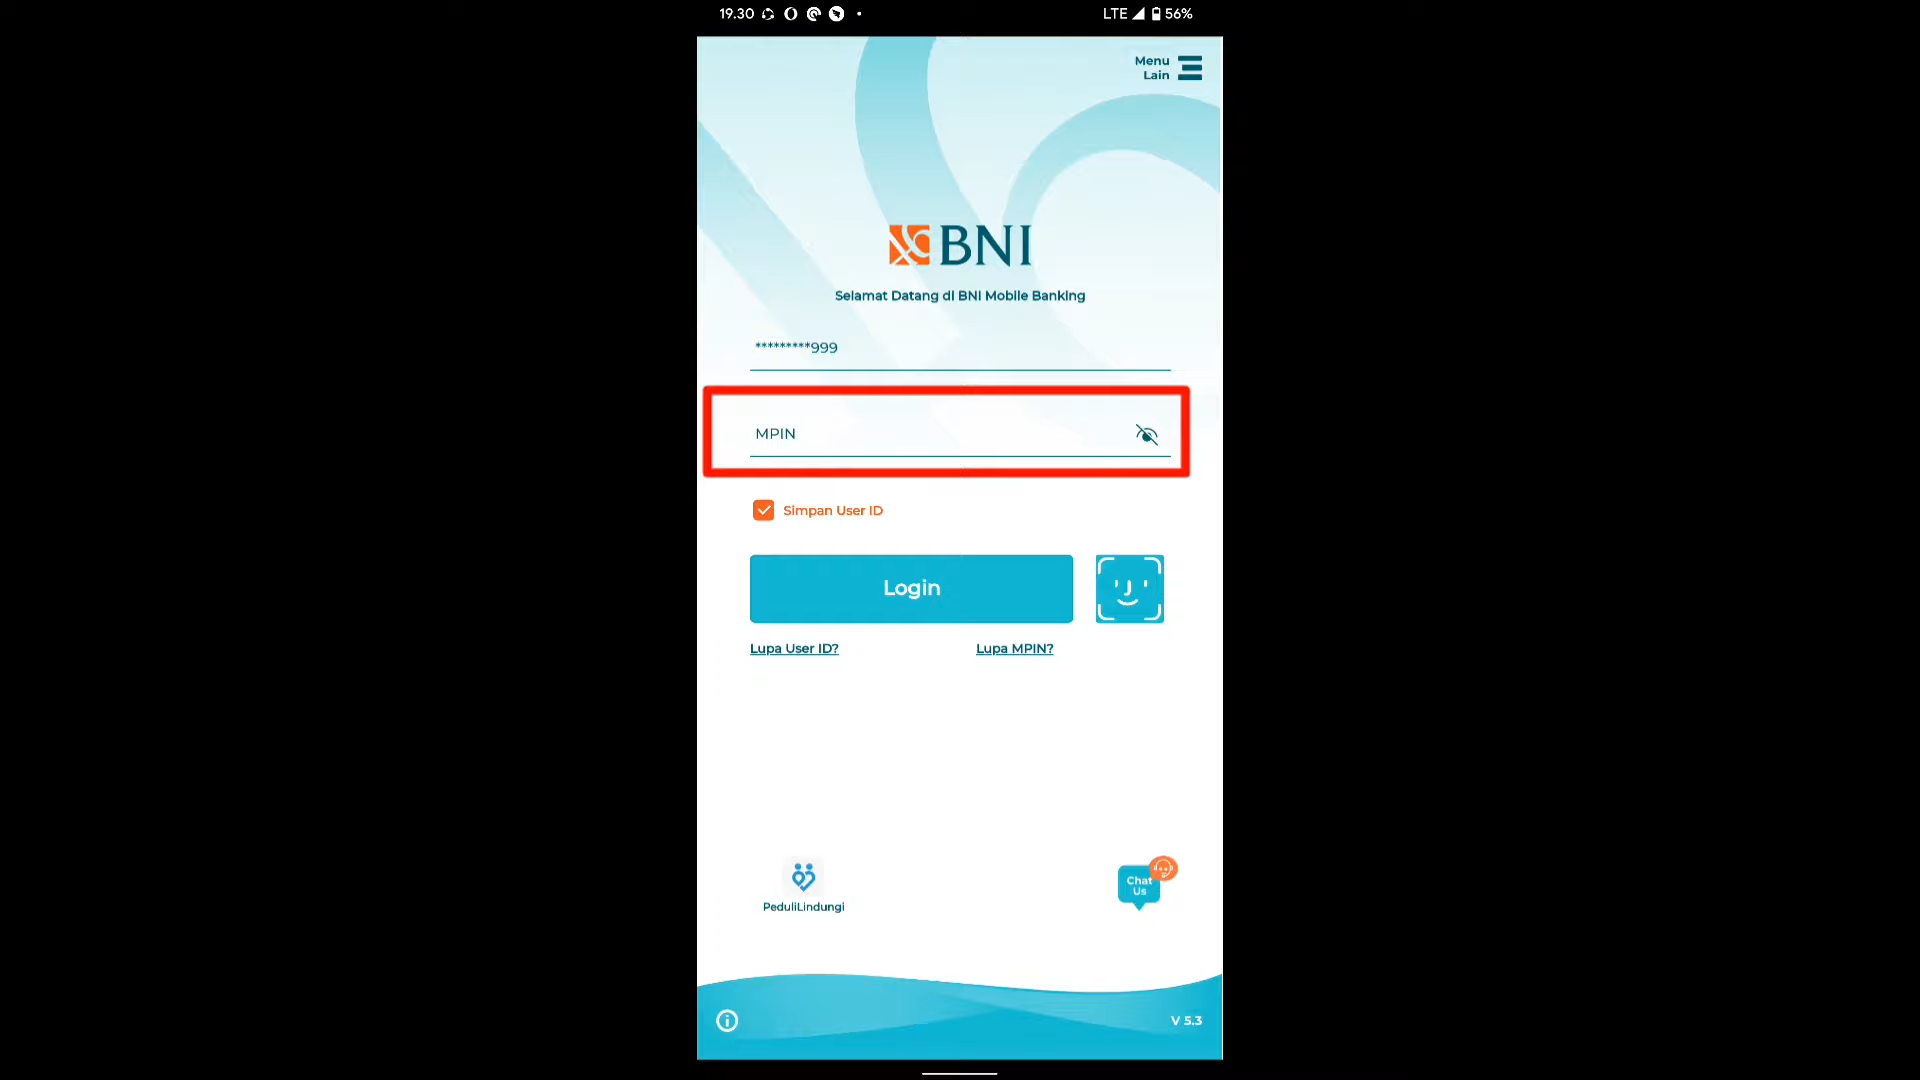 19.30
LTE 56%
Menu
Lain
BNI
Selamat Datang di BNI Mobile Banking
*********999
MPIN
Simpan User ID
Login
Lupa User ID?
Lupa MPIN?
PeduliLindungi
Chat
Us
V 5.3